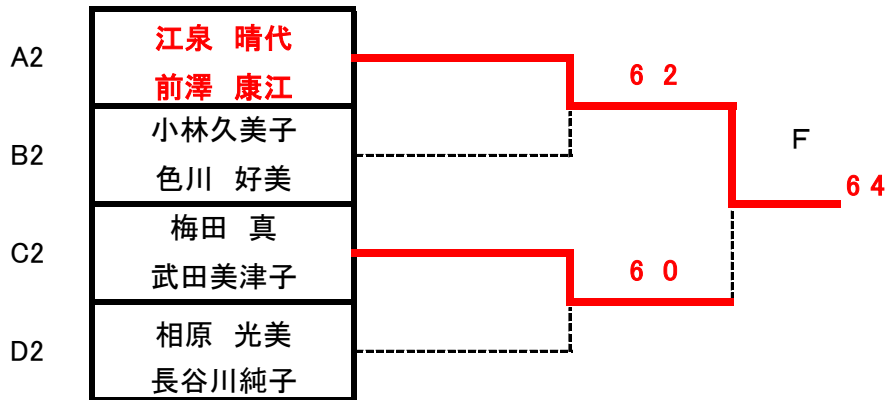 A2
江泉 晴代
前澤 康江
B2
小林久美子
色川 好美
C2
梅田 真
武田美津子
D2
相原 光美
長谷川純子
６ ２
６ ０
Ｆ
６４